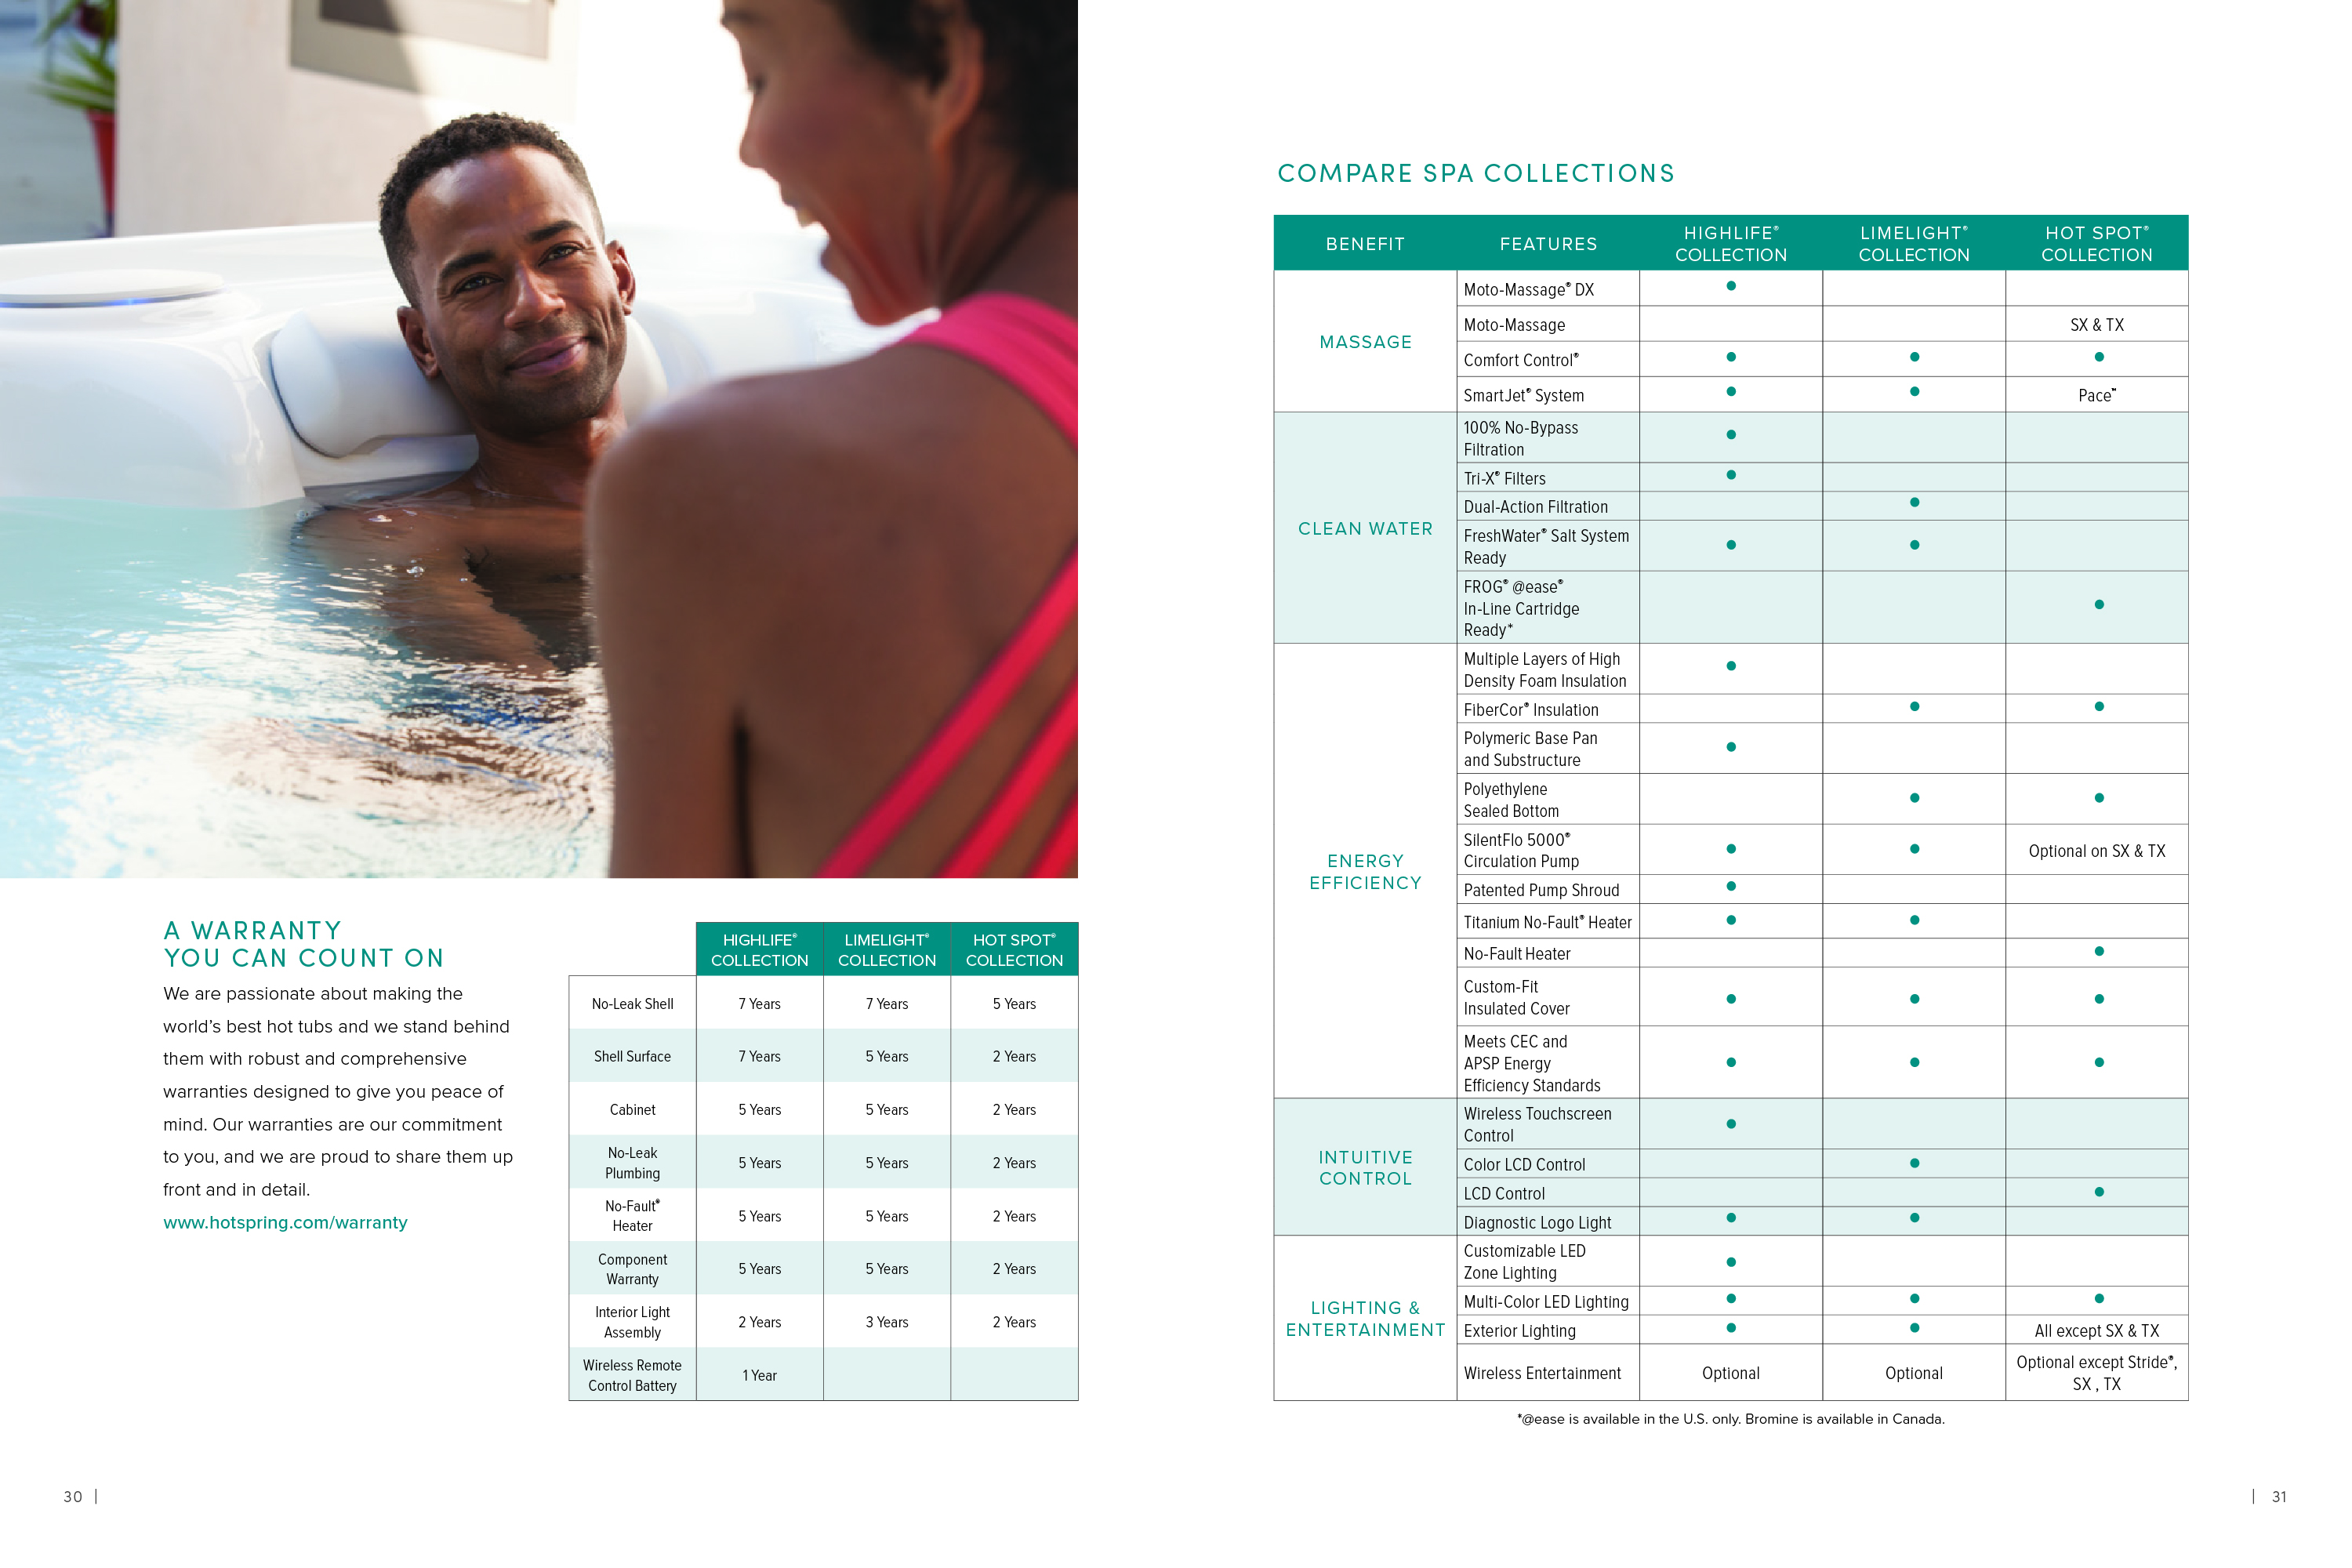 A WARRANTY
YOU CAN COUNT ON
We are passionate about making the
world's best hot tubs and we stand behind
them with robust and comprehensive
warranties designed to give you peace of
mind. Our warranties are our commitment
to you, and we are proud to share them up
front and in detail.
www.hotspring.com/warranty
HIGHLIFE® COLLECTION LIMELIGHT® COLLECTION HOT SPOT® COLLECTION
No-Leak Shell 7 Years 7 Years 5 Years
Shell Surface 7 Years 5 Years 2 Years
Cabinet 5 Years 5 Years 2 Years
No-Leak Plumbing 5 Years 5 Years 2 Years
No-Fault® Heater 5 Years 5 Years 2 Years
Component Warranty 5 Years 5 Years 2 Years
Interior Light Assembly 2 Years 3 Years 2 Years
Wireless Remote Control Battery 1 Year
30 |
COMPARE SPA COLLECTIONS
BENEFIT FEATURES HIGHLIFE® COLLECTION LIMELIGHT® COLLECTION HOT SPOT® COLLECTION
MASSAGE
Moto-Massage® DX •
Moto-Massage SX & TX
Comfort Control® • • •
SmartJet® System • • Pace™
CLEAN WATER
100% No-Bypass Filtration •
Tri-X® Filters •
Dual-Action Filtration •
FreshWater® Salt System Ready • •
FROG® @ease® In-Line Cartridge Ready* •
ENERGY EFFICIENCY
Multiple Layers of High Density Foam Insulation •
FiberCor® Insulation • •
Polymeric Base Pan and Substructure •
Polyethylene Sealed Bottom • •
SilentFlo 5000® Circulation Pump • • Optional on SX & TX
Patented Pump Shroud •
Titanium No-Fault® Heater • •
No-Fault Heater •
Custom-Fit Insulated Cover • • •
Meets CEC and APSP Energy Efficiency Standards • • •
INTUITIVE CONTROL
Wireless Touchscreen Control •
Color LCD Control •
LCD Control •
Diagnostic Logo Light • •
LIGHTING & ENTERTAINMENT
Customizable LED Zone Lighting •
Multi-Color LED Lighting • • •
Exterior Lighting • • All except SX & TX
Wireless Entertainment Optional Optional Optional except Stride®, SX , TX
*@ease is available in the U.S. only. Bromine is available in Canada.
| 31